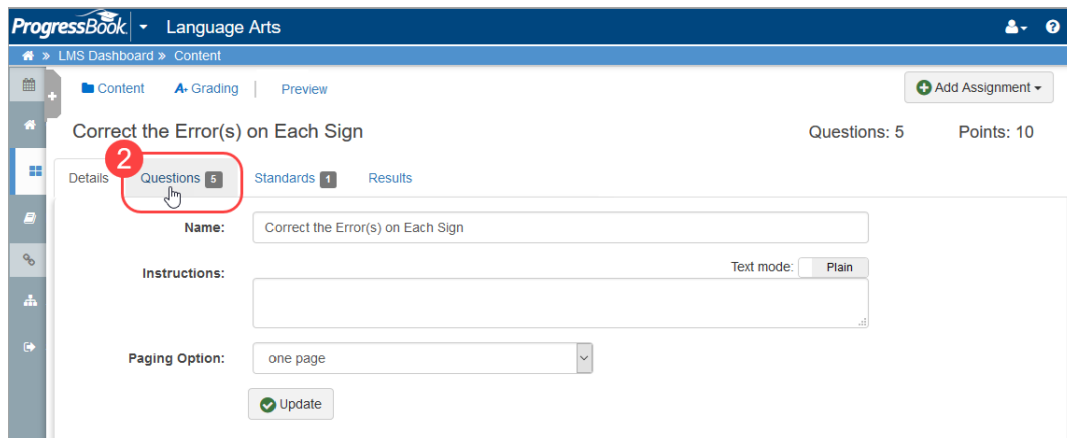 ProgressBook Language Arts
» LMS Dashboard » Content
Content A+ Grading Preview Add Assignment
Correct the Error(s) on Each Sign Questions: 5 Points: 10
2
Details Questions 5 Standards 1 Results
Name: Correct the Error(s) on Each Sign
Text mode: Plain
Instructions:
Paging Option: one page
Update